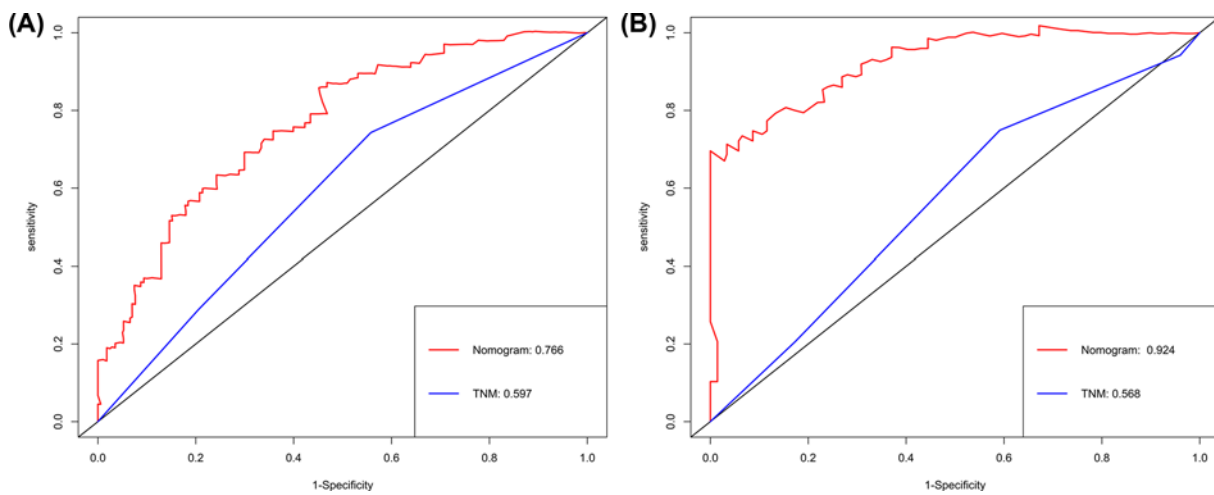 (A)
sensitivity
1.0
0.8
0.6
0.4
0.2
0.0
Nomogram: 0.766
TNM: 0.597
0.0 0.2 0.4 0.6 0.8 1.0
1-Specificity
(B)
sensitivity
1.0
0.8
0.6
0.4
0.2
0.0
Nomogram: 0.924
TNM: 0.568
0.0 0.2 0.4 0.6 0.8 1.0
1-Specificity